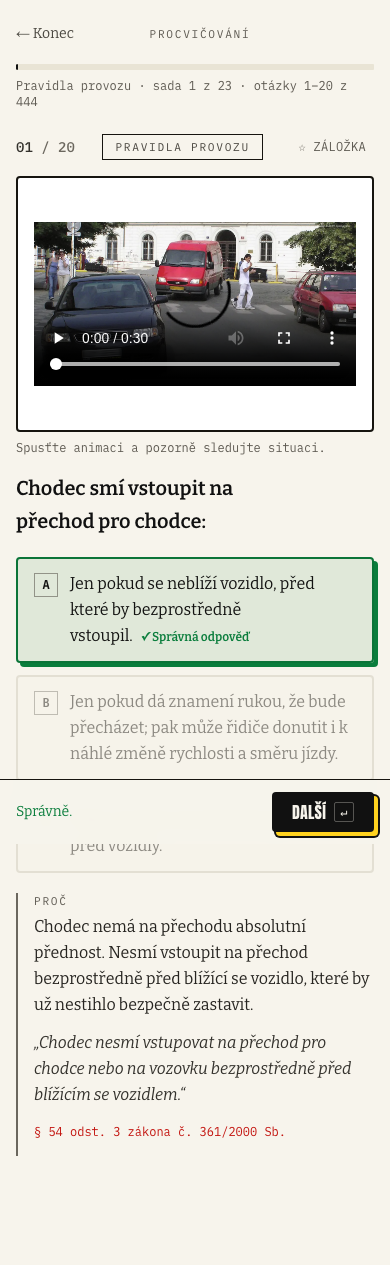 ← Konec
PROCVIČOVÁNÍ
Pravidla provozu · sada 1 z 23 · otázky 1–20 z
444
01 / 20
PRAVIDLA PROVOZU
☆ ZÁLOŽKA
0:00 / 0:30
Spusťte animaci a pozorně sledujte situaci.
Chodec smí vstoupit na
přechod pro chodce:
A
Jen pokud se neblíží vozidlo, před
které by bezprostředně
vstoupil. ✓Správná odpověď
B
Jen pokud dá znamení rukou, že bude
přecházet; pak může řidiče donutit i k
náhlé změně rychlosti a směru jízdy.
Správně.
DALŠÍ ↵
před vozidly.
PROČ
Chodec nemá na přechodu absolutní
přednost. Nesmí vstoupit na přechod
bezprostředně před blížící se vozidlo, které by
už nestihlo bezpečně zastavit.
„Chodec nesmí vstupovat na přechod pro
chodce nebo na vozovku bezprostředně před
blížícím se vozidlem.“
§ 54 odst. 3 zákona č. 361/2000 Sb.